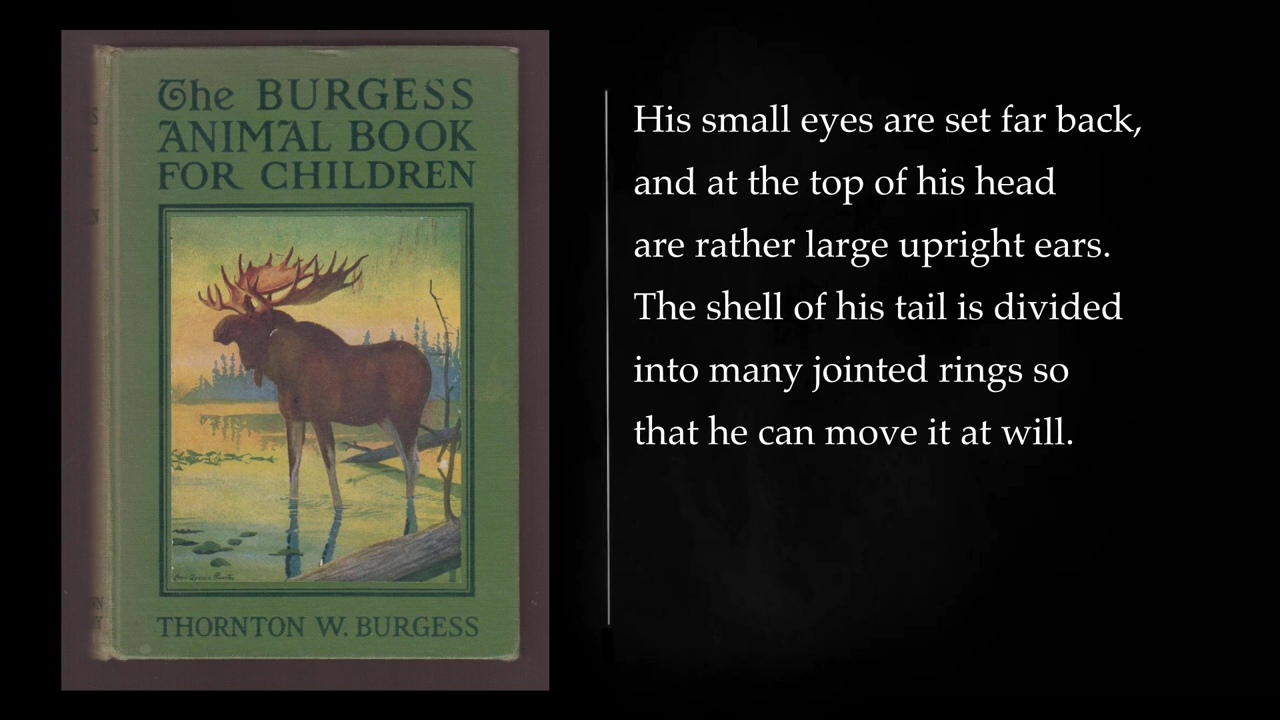 The BURGESS
ANIMAL BOOK
FOR CHILDREN
THORNTON W. BURGESS
His small eyes are set far back,
and at the top of his head
are rather large upright ears.
The shell of his tail is divided
into many jointed rings so
that he can move it at will.